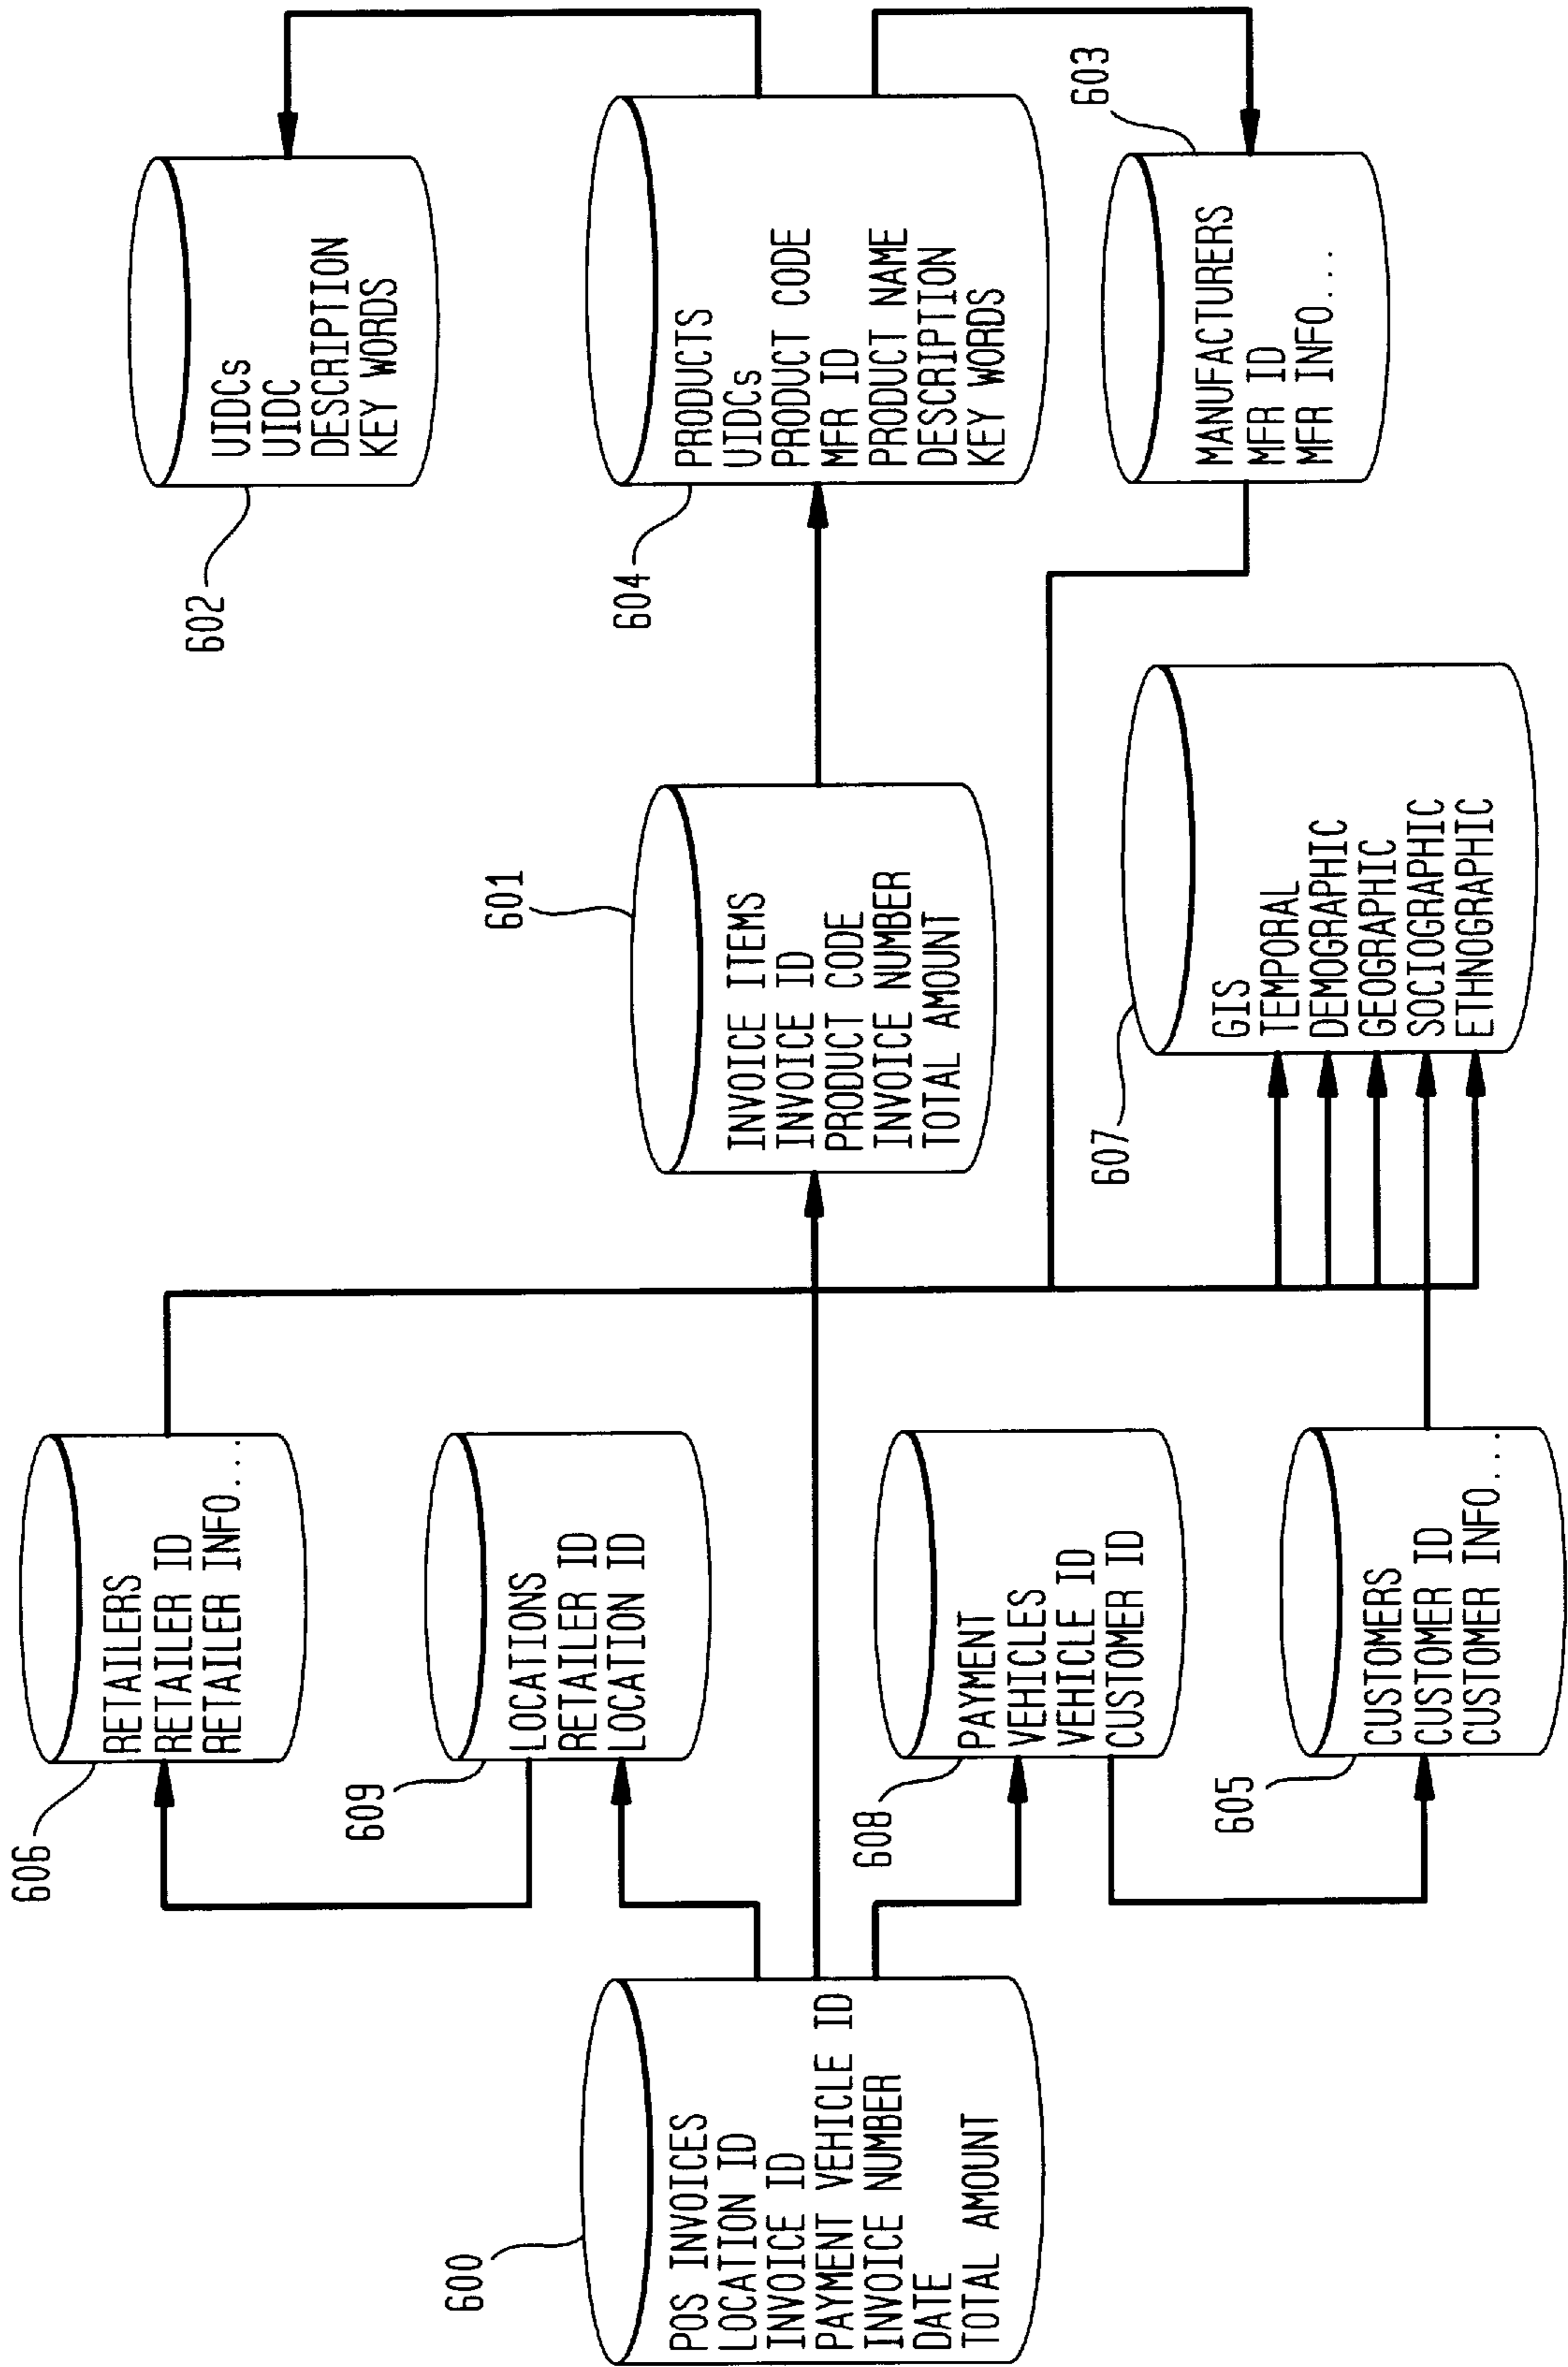 606
RETAILERS
RETAILER ID
RETAILER INFO...
609
LOCATIONS
RETAILER ID
LOCATION ID
600
POS INVOICES
LOCATION ID
INVOICE ID
PAYMENT VEHICLE ID
INVOICE NUMBER
DATE
TOTAL AMOUNT
608
PAYMENT
VEHICLES
VEHICLE ID
CUSTOMER ID
605
CUSTOMERS
CUSTOMER ID
CUSTOMER INFO...
601
INVOICE ITEMS
INVOICE ID
PRODUCT CODE
INVOICE NUMBER
TOTAL AMOUNT
607
GIS
TEMPORAL
DEMOGRAPHIC
GEOGRAPHIC
SOCIOGRAPHIC
ETHNOGRAPHIC
602
UIDCs
UIDC
DESCRIPTION
KEY WORDS
604
PRODUCTS
UIDCs
PRODUCT CODE
MFR ID
PRODUCT NAME
DESCRIPTION
KEY WORDS
603
MANUFACTURERS
MFR ID
MFR INFO...